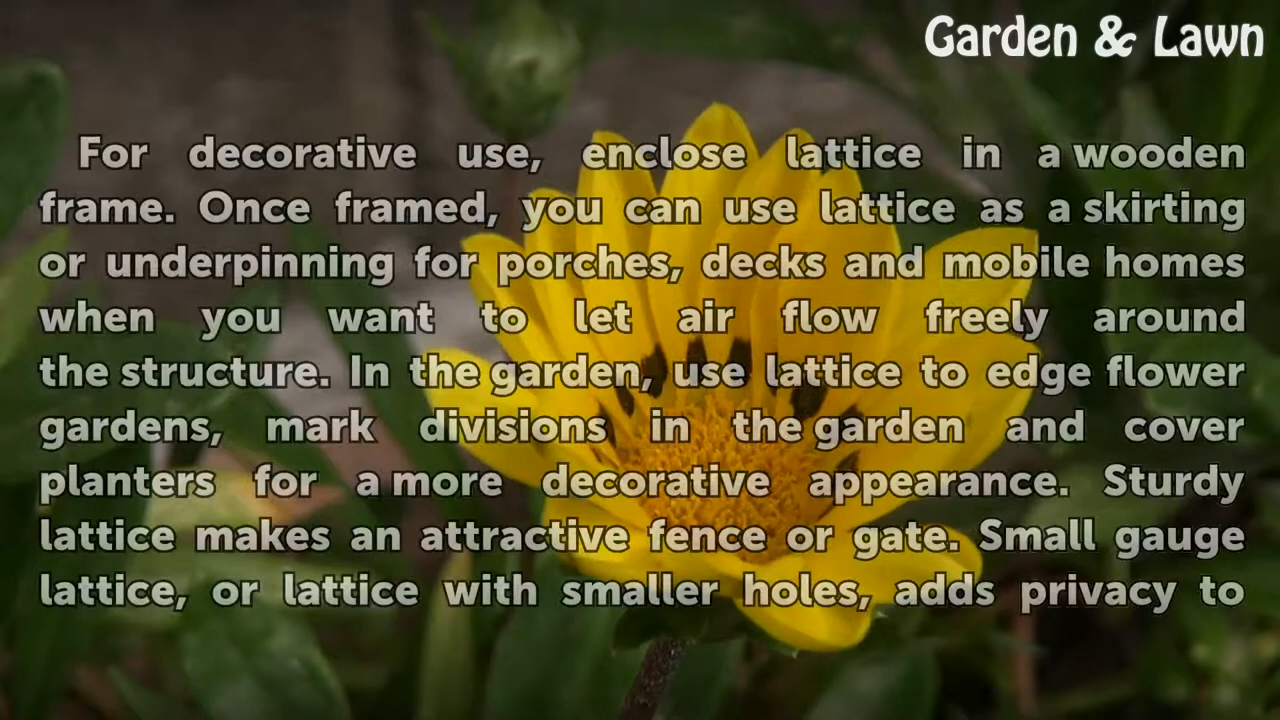 Garden & Lawn
For decorative use, enclose lattice in a wooden
frame. Once framed, you can use lattice as a skirting
or underpinning for porches, decks and mobile homes
when you want to let air flow freely around
the structure. In the garden, use lattice to edge flower
gardens, mark divisions in the garden and cover
planters for a more decorative appearance. Sturdy
lattice makes an attractive fence or gate. Small gauge
lattice, or lattice with smaller holes, adds privacy to